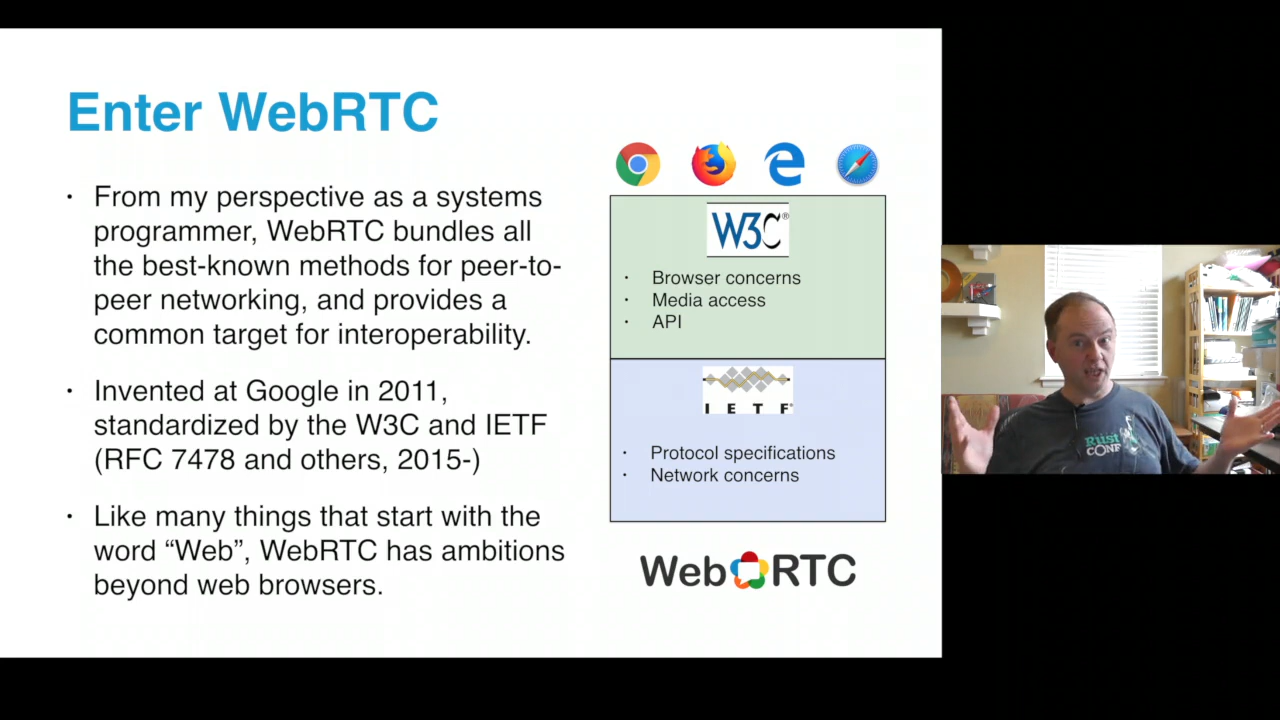 Enter WebRTC
• From my perspective as a systems
programmer, WebRTC bundles all
the best-known methods for peer-to-
peer networking, and provides a
common target for interoperability.
• Invented at Google in 2011,
standardized by the W3C and IETF
(RFC 7478 and others, 2015-)
• Like many things that start with the
word “Web”, WebRTC has ambitions
beyond web browsers.
W3C®
• Browser concerns
• Media access
• API
IETF®
• Protocol specifications
• Network concerns
WebRTC
Rust
CONF